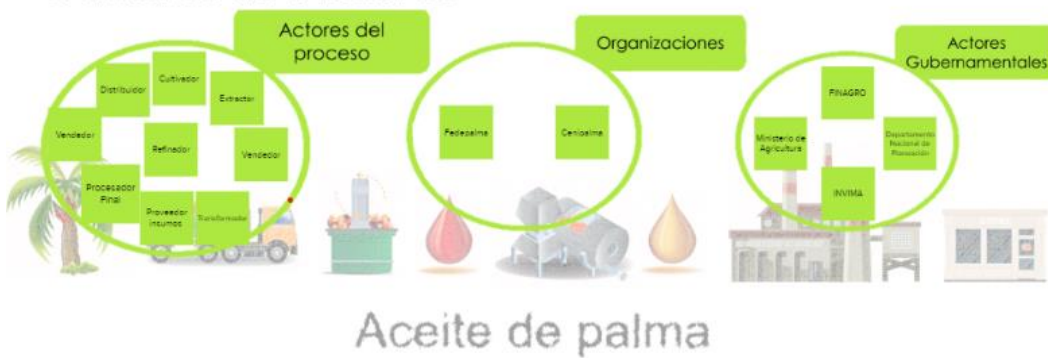 Actores del
proceso
Organizaciones
Actores
Gubernamentales
Distribuidor
Cultivador
Extractor
Vendedor
Refinador
Vendedor
Procesador
Final
Proveedor
insumos
Transformador
Fedepalma
Cenipalma
FINAGRO
Ministerio de
Agricultura
Departamento
Nacional de
Planeación
INVIMA
Aceite de palma